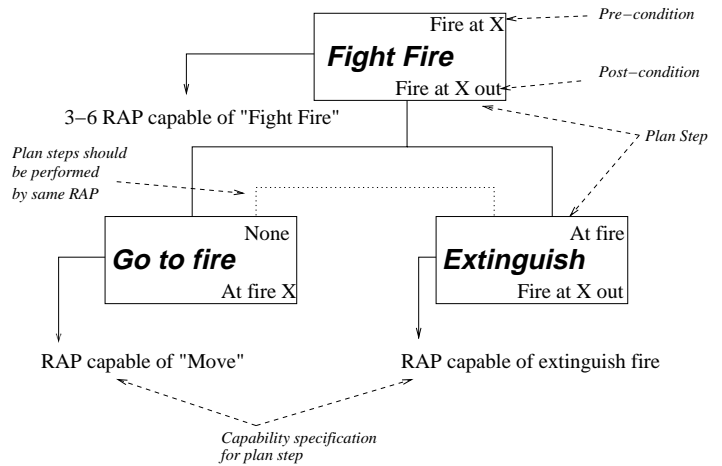 Fire at X
Pre−condition
Fight Fire
Fire at X out
Post−condition
3−6 RAP capable of "Fight Fire"
Plan Step
Plan steps should
be performed
by same RAP
None
Go to fire
At fire X
At fire
Extinguish
Fire at X out
RAP capable of "Move"
RAP capable of extinguish fire
Capability specification
for plan step